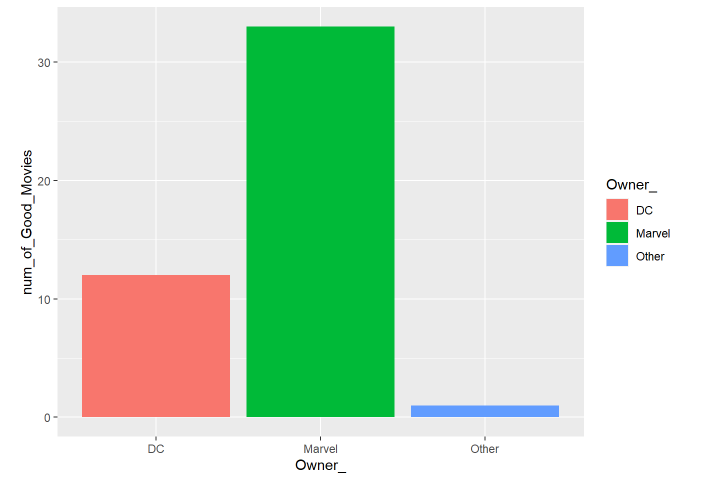 num_of_Good_Movies
30
20
10
0
DC
Marvel
Other
Owner_
Owner_
DC
Marvel
Other